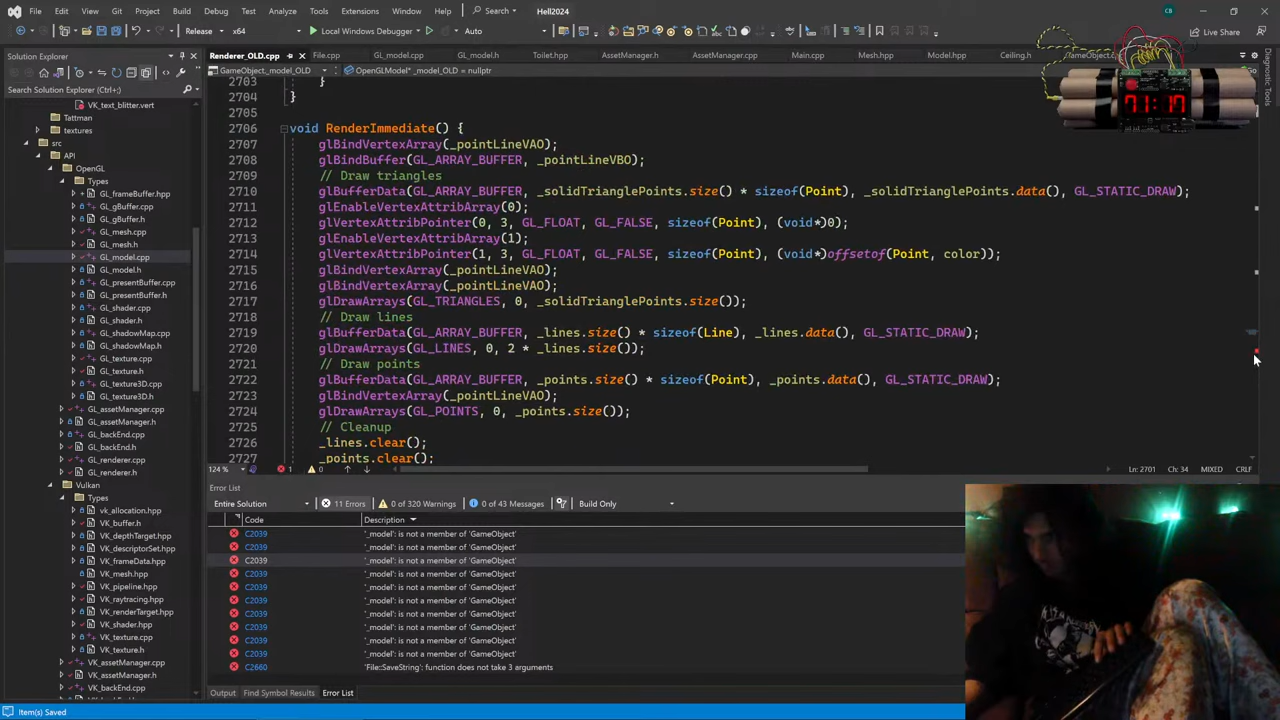 File Edit View Git Project Build Debug Test Analyze Tools Extensions Window Help Search Hell2024
Release x64 Local Windows Debugger Auto Live Share
Solution Explorer
Search Solution Explorer (Ctrl+;)
VK_text_blitter.vert
Tattman
textures
src
API
OpenGL
Types
GL_frameBuffer.hpp
GL_gBuffer.cpp
GL_gBuffer.h
GL_mesh.cpp
GL_mesh.h
GL_model.cpp
GL_model.h
GL_presentBuffer.cpp
GL_presentBuffer.h
GL_shader.cpp
GL_shader.h
GL_shadowMap.cpp
GL_shadowMap.h
GL_texture.cpp
GL_texture.h
GL_texture3D.cpp
GL_texture3D.h
GL_assetManager.cpp
GL_assetManager.h
GL_backEnd.cpp
GL_backEnd.h
GL_renderer.cpp
GL_renderer.h
Vulkan
Types
vk_allocation.hpp
VK_buffer.h
VK_depthTarget.hpp
VK_descriptorSet.hpp
VK_frameData.hpp
VK_mesh.hpp
VK_pipeline.hpp
VK_raytracing.hpp
VK_renderTarget.hpp
VK_shader.hpp
VK_texture.cpp
VK_texture.h
VK_assetManager.cpp
VK_assetManager.h
VK_backEnd.cpp
Renderer_OLD.cpp File.cpp GL_model.cpp GL_model.h Toilet.hpp AssetManager.h AssetManager.cpp Main.cpp Mesh.hpp Model.hpp Ceiling.h
GameObject_model_OLD OpenGLModel* _model_OLD = nullptr
2703 }
2704 }
2705
2706 void RenderImmediate() {
2707 glBindVertexArray(_pointLineVAO);
2708 glBindBuffer(GL_ARRAY_BUFFER, _pointLineVBO);
2709 // Draw triangles
2710 glBufferData(GL_ARRAY_BUFFER, _solidTrianglePoints.size() * sizeof(Point), _solidTrianglePoints.data(), GL_STATIC_DRAW);
2711 glEnableVertexAttribArray(0);
2712 glVertexAttribPointer(0, 3, GL_FLOAT, GL_FALSE, sizeof(Point), (void*)0);
2713 glEnableVertexAttribArray(1);
2714 glVertexAttribPointer(1, 3, GL_FLOAT, GL_FALSE, sizeof(Point), (void*)offsetof(Point, color));
2715 glBindVertexArray(_pointLineVAO);
2716 glBindVertexArray(_pointLineVAO);
2717 glDrawArrays(GL_TRIANGLES, 0, _solidTrianglePoints.size());
2718 // Draw lines
2719 glBufferData(GL_ARRAY_BUFFER, _lines.size() * sizeof(Line), _lines.data(), GL_STATIC_DRAW);
2720 glDrawArrays(GL_LINES, 0, 2 * _lines.size());
2721 // Draw points
2722 glBufferData(GL_ARRAY_BUFFER, _points.size() * sizeof(Point), _points.data(), GL_STATIC_DRAW);
2723 glBindVertexArray(_pointLineVAO);
2724 glDrawArrays(GL_POINTS, 0, _points.size());
2725 // Cleanup
2726 _lines.clear();
2727 _points.clear();
124 % 1 0 Ln: 2701 Ch: 34 MIXED CRLF
Error List
Entire Solution 11 Errors 0 of 320 Warnings 0 of 43 Messages Build Only
Code Description
C2039 '_model': is not a member of 'GameObject'
C2039 '_model': is not a member of 'GameObject'
C2039 '_model': is not a member of 'GameObject'
C2039 '_model': is not a member of 'GameObject'
C2039 '_model': is not a member of 'GameObject'
C2039 '_model': is not a member of 'GameObject'
C2039 '_model': is not a member of 'GameObject'
C2039 '_model': is not a member of 'GameObject'
C2039 '_model': is not a member of 'GameObject'
C2039 '_model': is not a member of 'GameObject'
C2660 'File::SaveString': function does not take 3 arguments
Output Find Symbol Results Error List
Item(s) Saved
Diagnostic Tools
CB
71:17